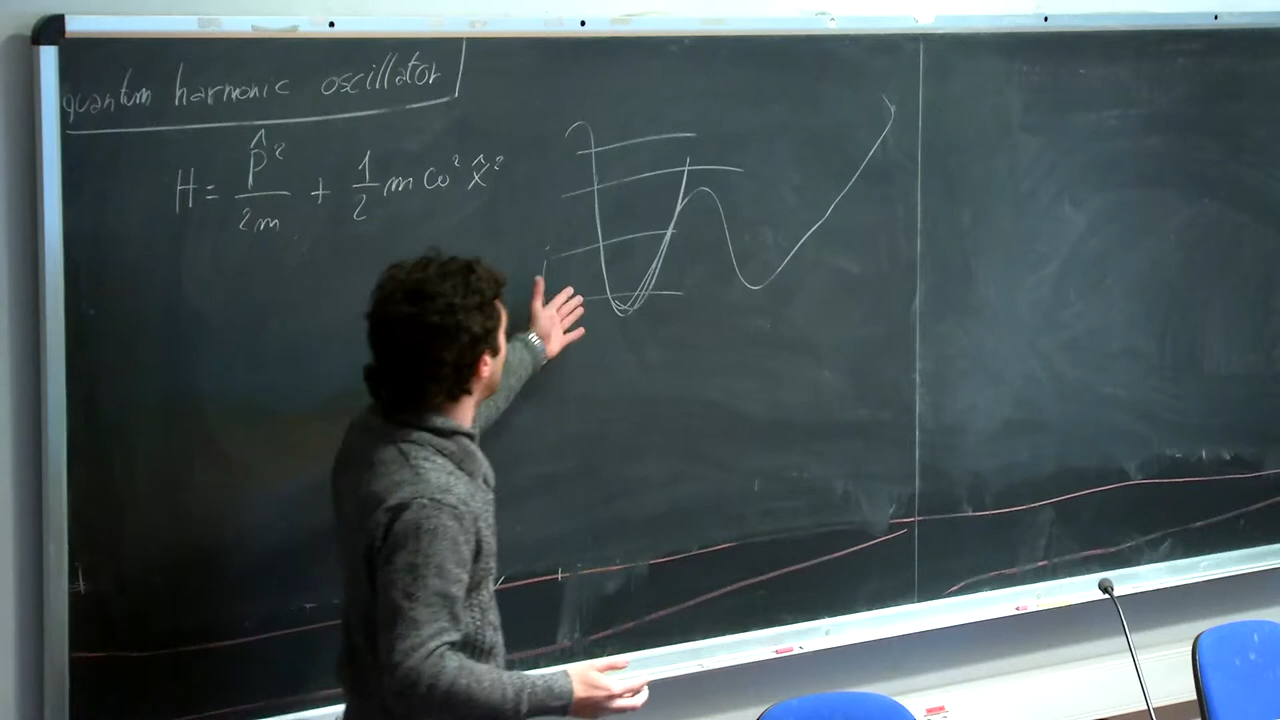 quantum harmonic oscillator
H = p̂²/2m + 1/2 m ω² x̂²